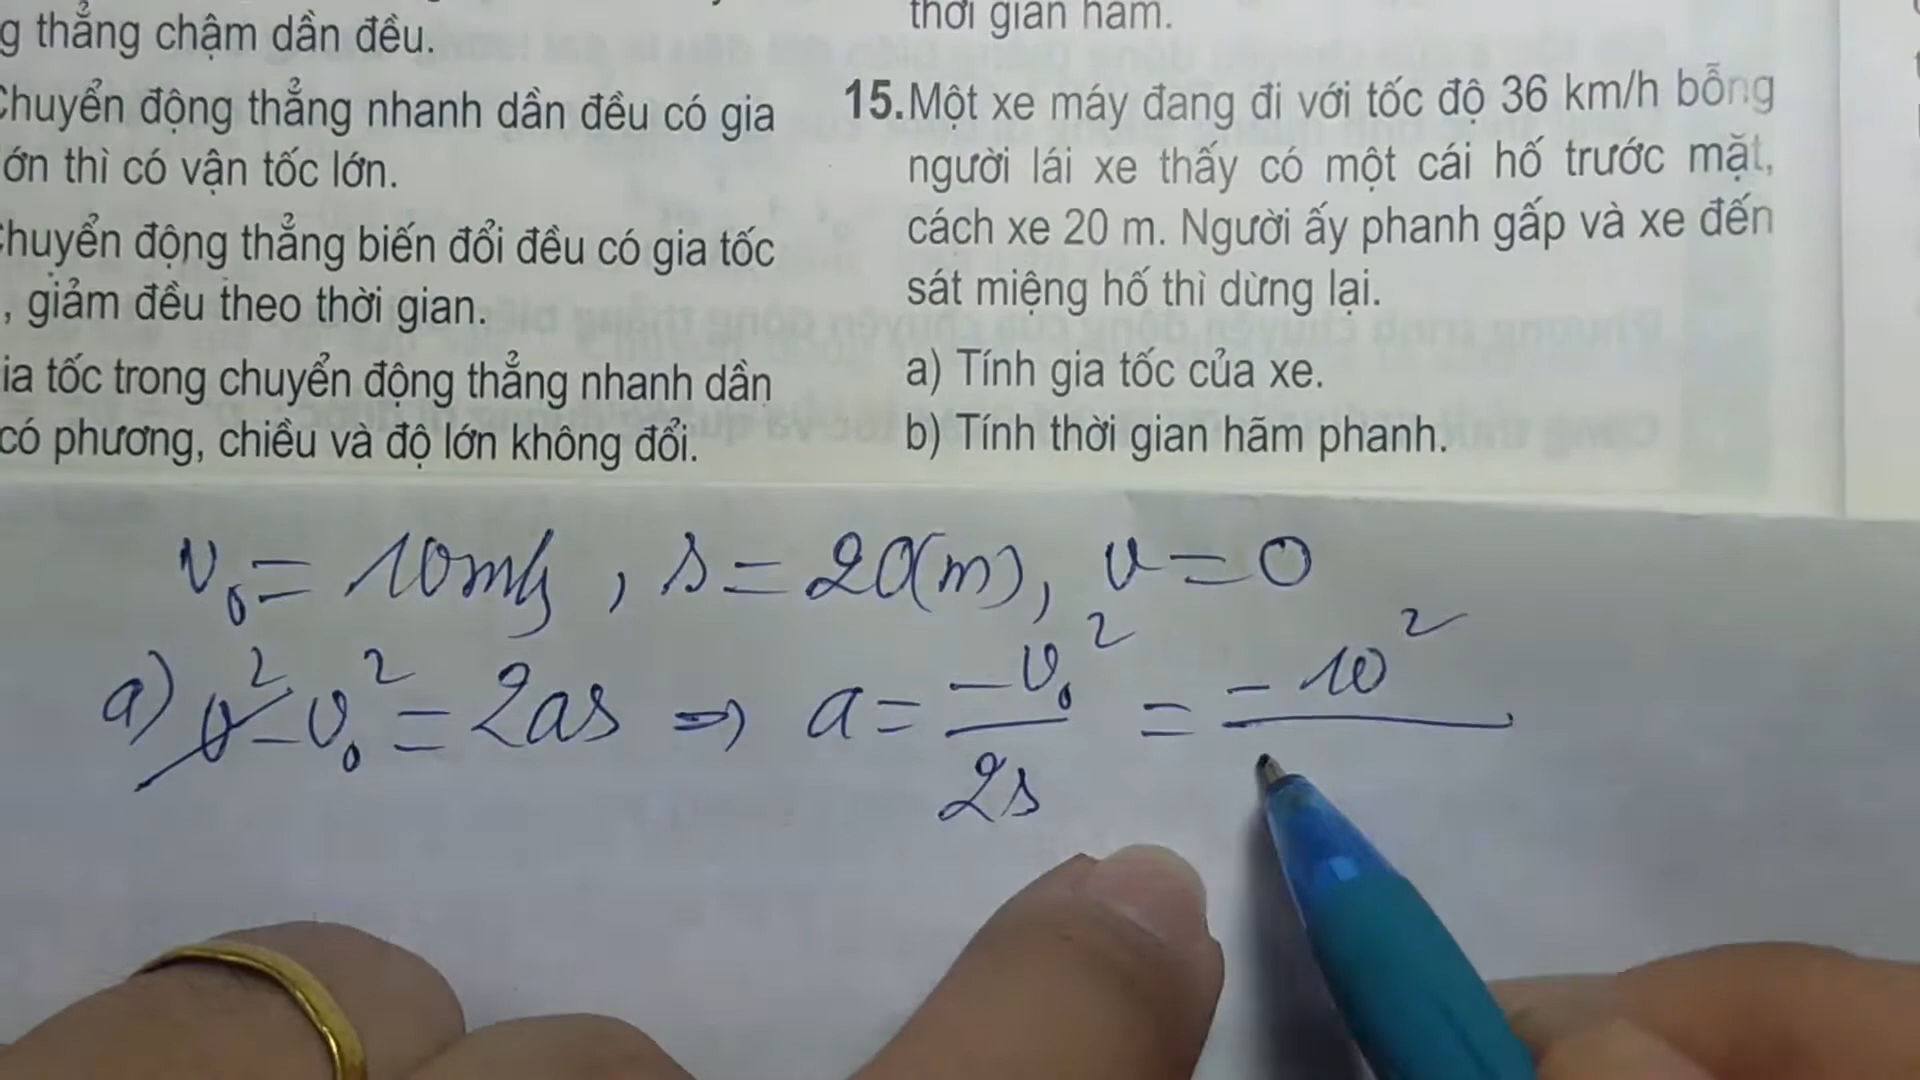 g thẳng chậm dần đều.
Chuyển động thẳng nhanh dần đều có gia
ớn thì có vận tốc lớn.
Chuyển động thẳng biến đổi đều có gia tốc
, giảm đều theo thời gian.
ia tốc trong chuyển động thẳng nhanh dần
có phương, chiều và độ lớn không đổi.
thời gian hãm.
15. Một xe máy đang đi với tốc độ 36 km/h bỗng
người lái xe thấy có một cái hố trước mặt,
cách xe 20 m. Người ấy phanh gấp và xe đến
sát miệng hố thì dừng lại.
a) Tính gia tốc của xe.
b) Tính thời gian hãm phanh.
v₀ = 10m/s, s = 20(m), v = 0
a) v² - v₀² = 2as ⇒ a = -v₀²/2s = -10²/